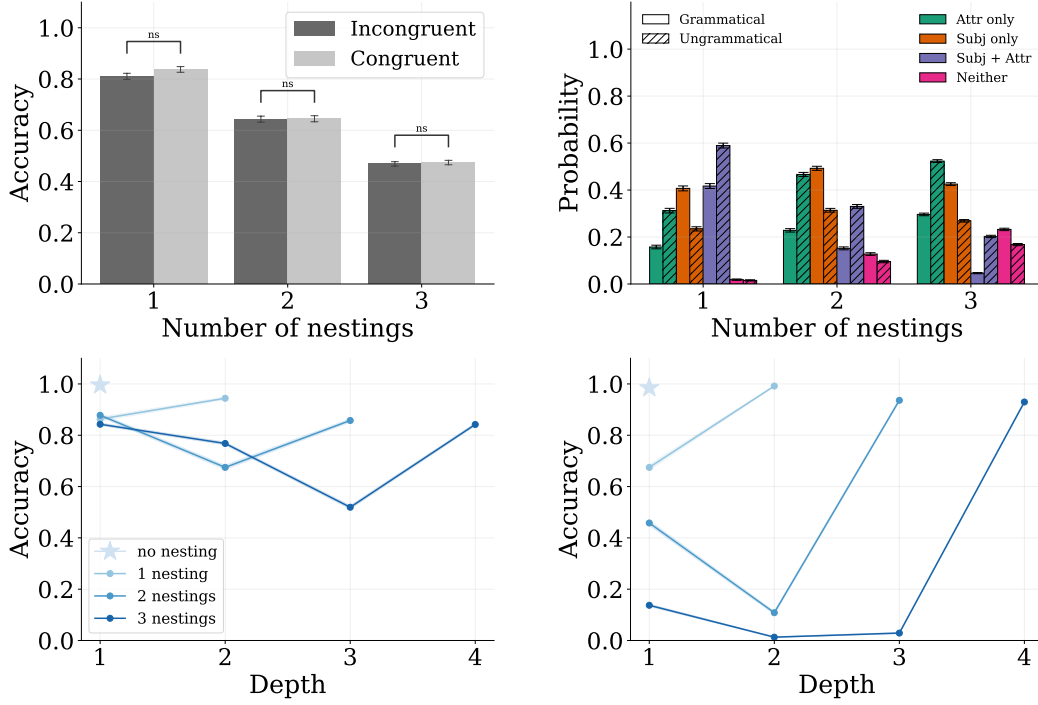 Accuracy
1.0
0.8
0.6
0.4
0.2
0.0
ns
ns
ns
Incongruent
Congruent
1 2 3
Number of nestings
Probability
1.0
0.8
0.6
0.4
0.2
0.0
Grammatical
Ungrammatical
Attr only
Subj only
Subj + Attr
Neither
1 2 3
Number of nestings
Accuracy
1.0
0.8
0.6
0.4
0.2
0.0
no nesting
1 nesting
2 nestings
3 nestings
1 2 3 4
Depth
Accuracy
1.0
0.8
0.6
0.4
0.2
0.0
1 2 3 4
Depth